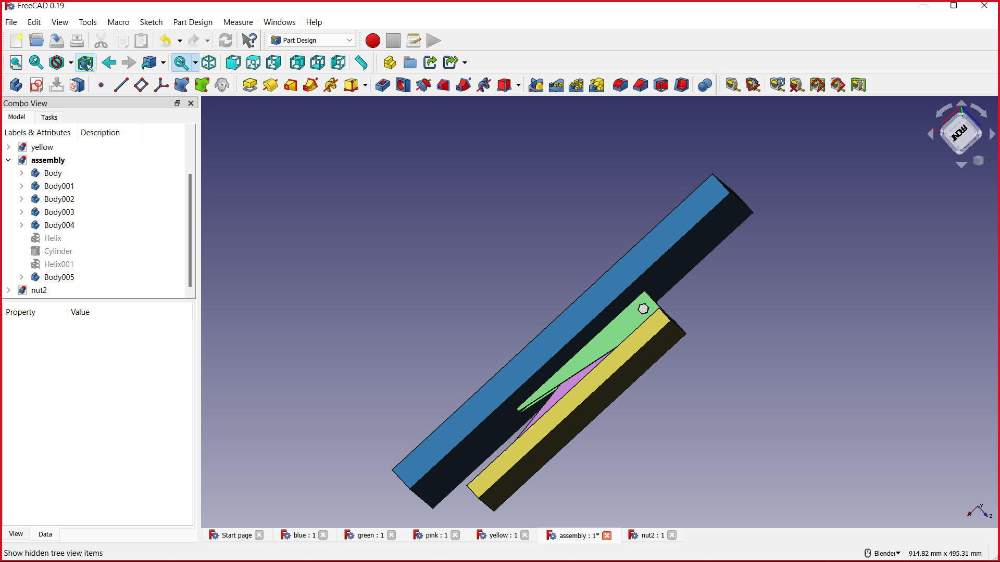 FreeCAD 0.19
File Edit View Tools Macro Sketch Part Design Measure Windows Help
Part Design
Combo View
Model Tasks
Labels & Attributes Description
yellow
assembly
Body
Body001
Body002
Body003
Body004
Helix
Cylinder
Helix001
Body005
nut2
Property Value
View Data
FRONT
Y
Z
Start page blue : 1 green : 1 pink : 1 yellow : 1 assembly : 1* nut2 : 1
Show hidden tree view items
Blender 914.82 mm x 495.31 mm